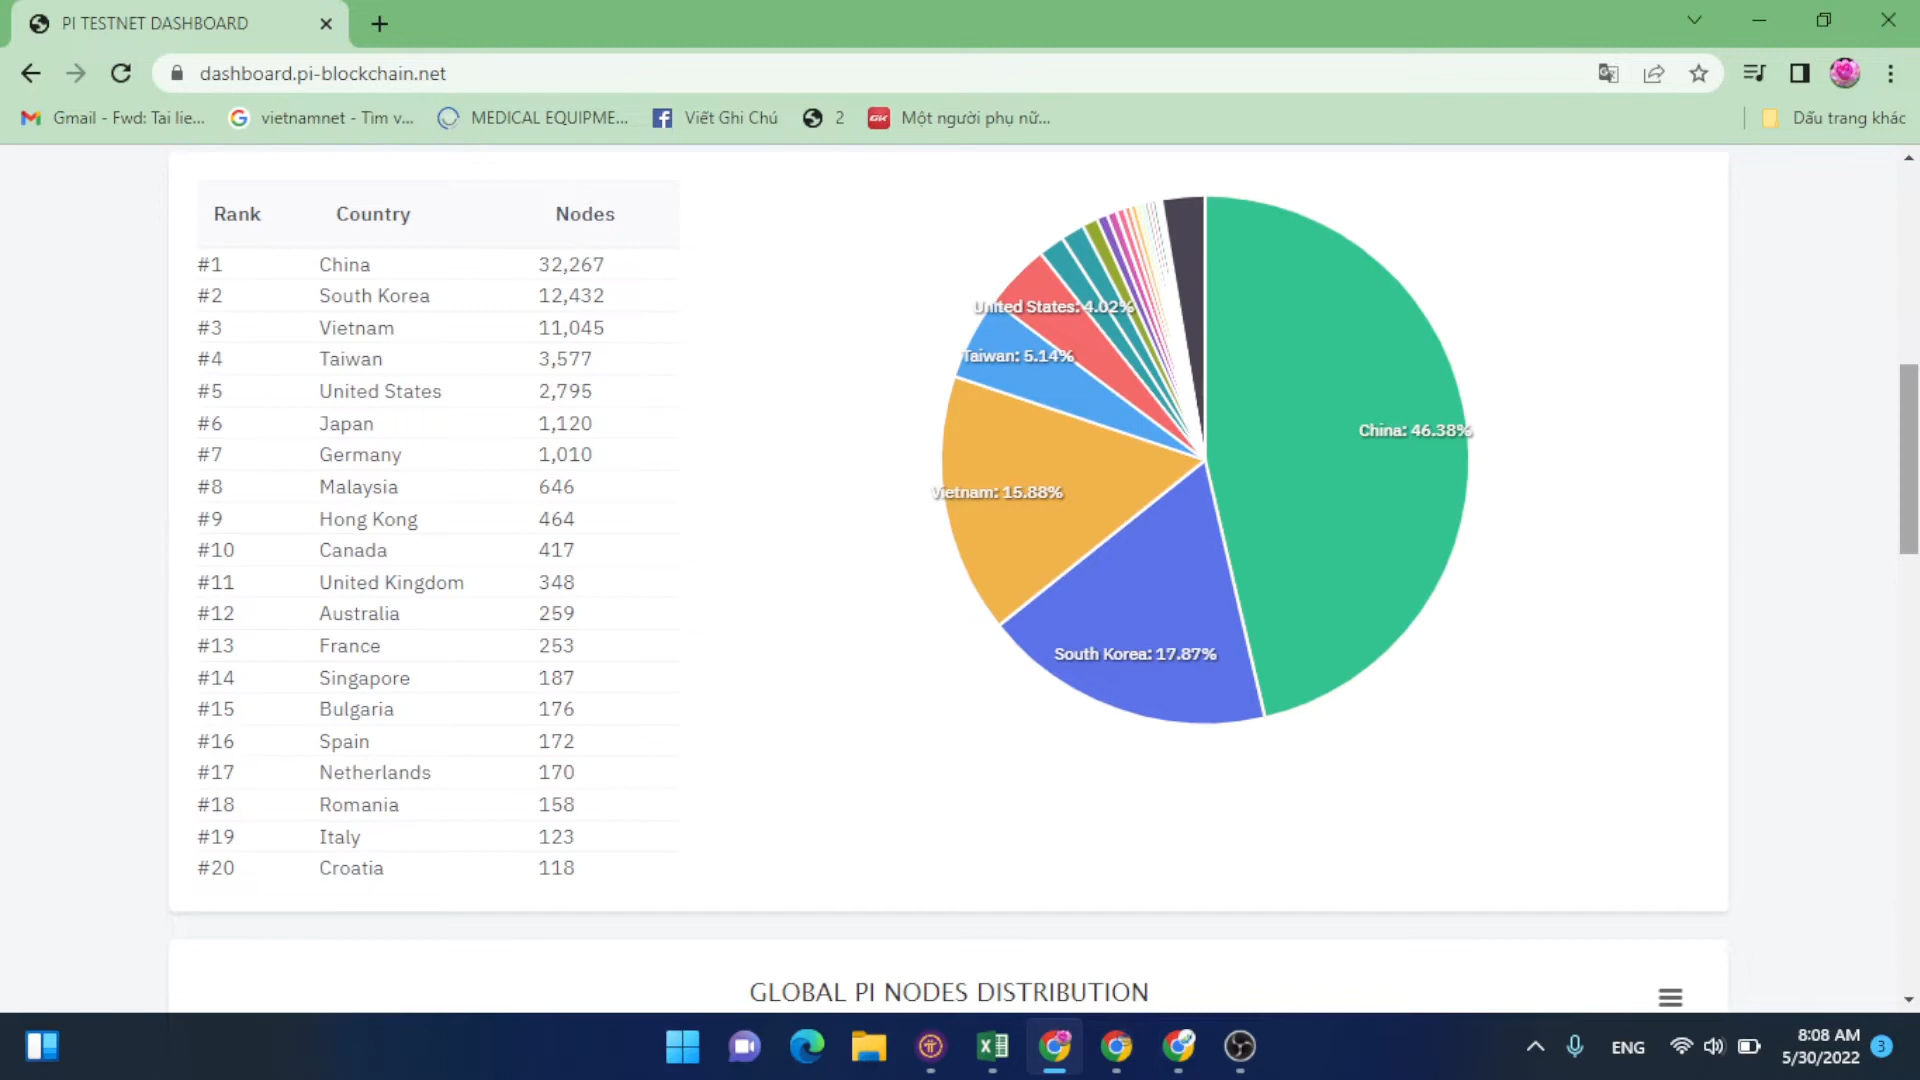 PI TESTNET DASHBOARD
dashboard.pi-blockchain.net
Gmail - Fwd: Tai lie... vietnamnet - Tìm v... MEDICAL EQUIPME... Viết Ghi Chú 2 Một người phụ nữ... Dấu trang khác
Rank Country Nodes
#1 China 32,267
#2 South Korea 12,432
#3 Vietnam 11,045
#4 Taiwan 3,577
#5 United States 2,795
#6 Japan 1,120
#7 Germany 1,010
#8 Malaysia 646
#9 Hong Kong 464
#10 Canada 417
#11 United Kingdom 348
#12 Australia 259
#13 France 253
#14 Singapore 187
#15 Bulgaria 176
#16 Spain 172
#17 Netherlands 170
#18 Romania 158
#19 Italy 123
#20 Croatia 118
United States: 4.02%
Taiwan: 5.14%
China: 46.38%
Vietnam: 15.88%
South Korea: 17.87%
GLOBAL PI NODES DISTRIBUTION
ENG
8:08 AM
5/30/2022
3